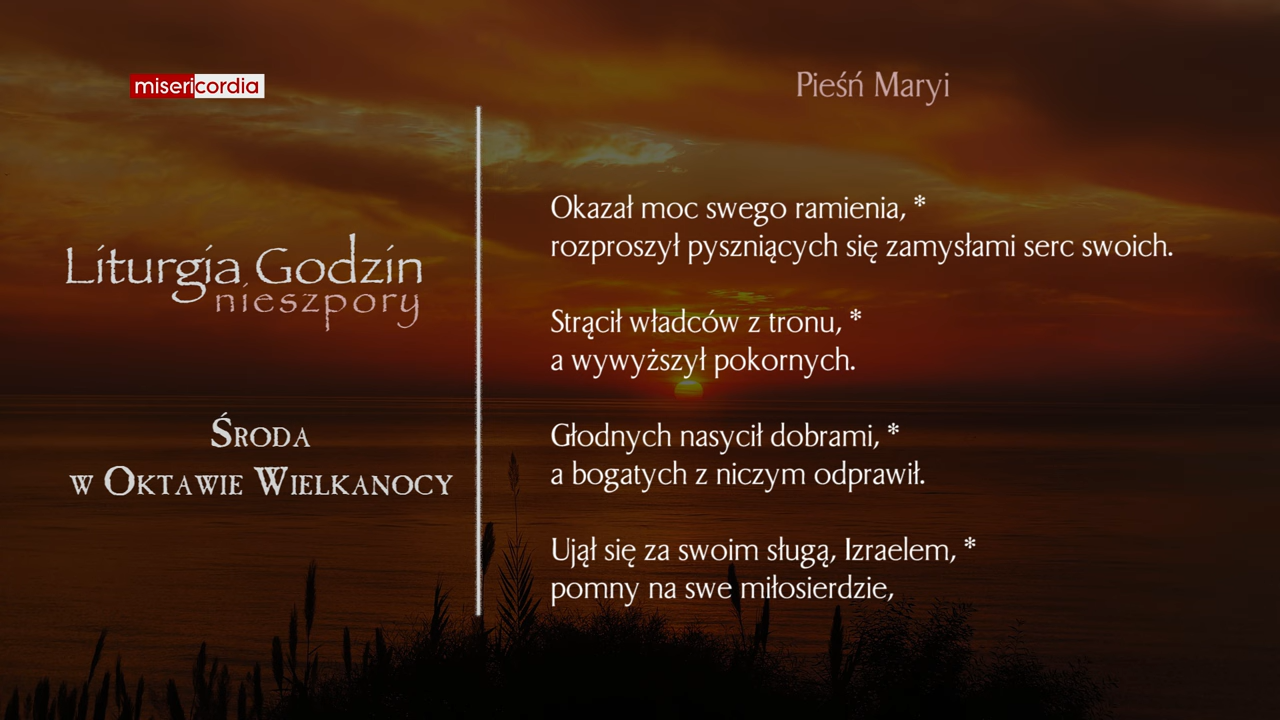 misericordia
Pieśń Maryi
Liturgia Godzin
nieszpory
Środa
w Oktawie Wielkanocy
Okazał moc swego ramienia, *
rozproszył pyszniących się zamysłami serc swoich.
Strącił władców z tronu, *
a wywyższył pokornych.
Głodnych nasycił dobrami, *
a bogatych z niczym odprawił.
Ujął się za swoim sługą, Izraelem, *
pomny na swe miłosierdzie,